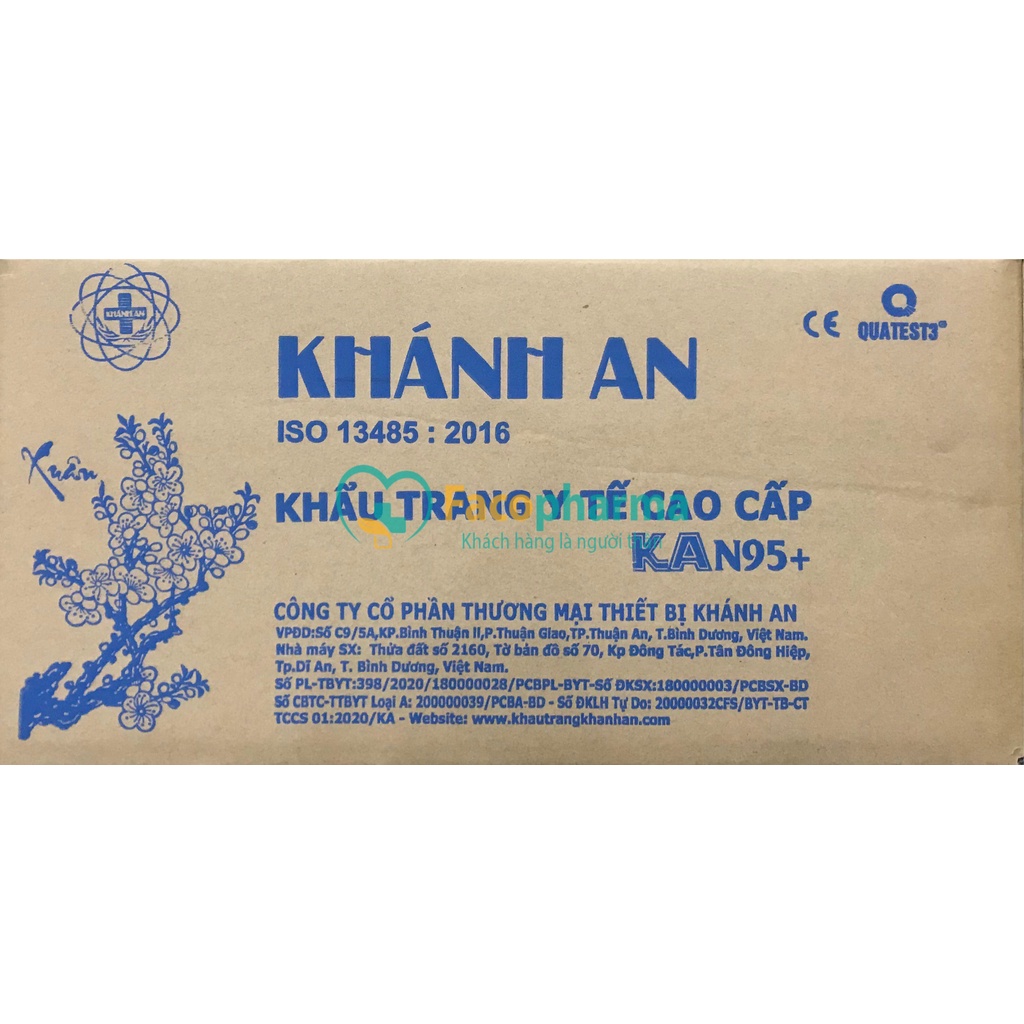 KHÁNH AN
CE
QUATEST3®
KHÁNH AN
ISO 13485 : 2016
Xuân
KHẨU TRANG Y TẾ CAO CẤP
Facopharma
Khách hàng là người thân
KAN95+
CÔNG TY CỔ PHẦN THƯƠNG MẠI THIẾT BỊ KHÁNH AN
VPĐD:Số C9/5A,KP.Bình Thuận II,P.Thuận Giao,TP.Thuận An, T.Bình Dương, Việt Nam.
Nhà máy SX: Thửa đất số 2160, Tờ bản đồ số 70, Kp Đông Tác,P.Tân Đông Hiệp,
Tp.Dĩ An, T. Bình Dương, Việt Nam.
Số PL-TBYT:398/2020/180000028/PCBPL-BYT-Số ĐKSX:180000003/PCBSX-BD
Số CBTC-TTBYT Loại A: 200000039/PCBA-BD - Số ĐKLH Tự Do: 20000032CFS/BYT-TB-CT
TCCS 01:2020/KA - Website: www.khautrangkhanhan.com